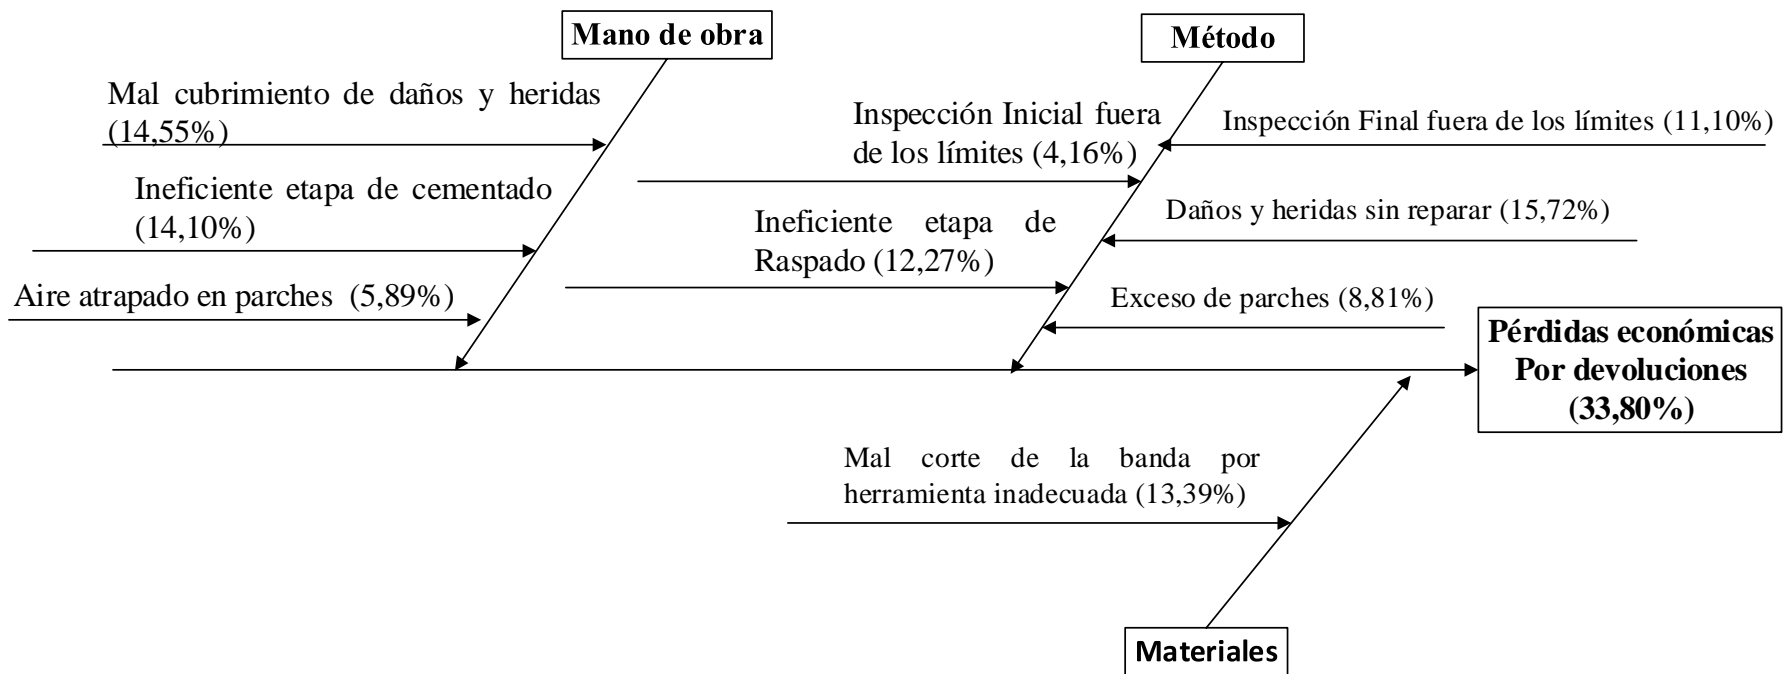 Mano de obra
Método
Mal cubrimiento de daños y heridas
(14,55%)
Ineficiente etapa de cementado
(14,10%)
Aire atrapado en parches (5,89%)
Inspección Inicial fuera
de los límites (4,16%)
Ineficiente etapa de
Raspado (12,27%)
Inspección Final fuera de los límites (11,10%)
Daños y heridas sin reparar (15,72%)
Exceso de parches (8,81%)
Pérdidas económicas
Por devoluciones
(33,80%)
Mal corte de la banda por
herramienta inadecuada (13,39%)
Materiales